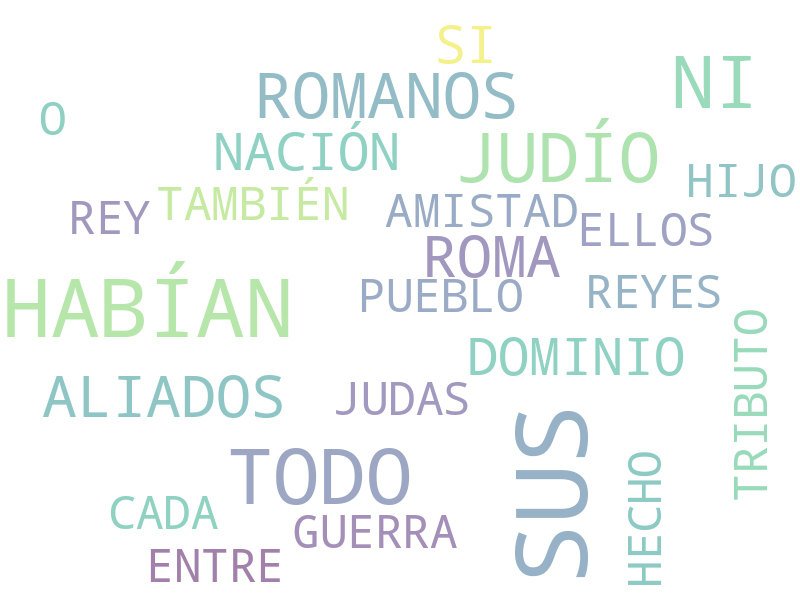 SI
ROMANOS
NI
O
NACIÓN
JUDÍO
HIJO
REY
TAMBIÉN
AMISTAD
ELLOS
ROMA
HABÍAN
PUEBLO
REYES
TRIBUTO
DOMINIO
ALIADOS
JUDAS
SUS
TODO
HECHO
CADA
GUERRA
ENTRE